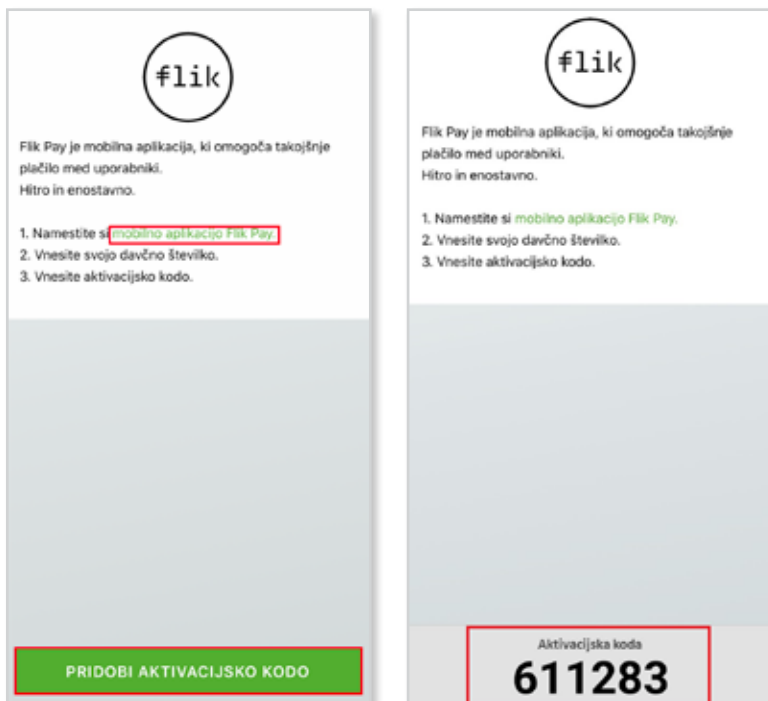 flik
Flik Pay je mobilna aplikacija, ki omogoča takojšnje
plačilo med uporabniki.
Hitro in enostavno.
1. Namestite si mobilno aplikacijo Flik Pay.
2. Vnesite svojo davčno številko.
3. Vnesite aktivacijsko kodo.
PRIDOBI AKTIVACIJSKO KODO
flik
Flik Pay je mobilna aplikacija, ki omogoča takojšnje
plačilo med uporabniki.
Hitro in enostavno.
1. Namestite si mobilno aplikacijo Flik Pay.
2. Vnesite svojo davčno številko.
3. Vnesite aktivacijsko kodo.
Aktivacijska koda
611283